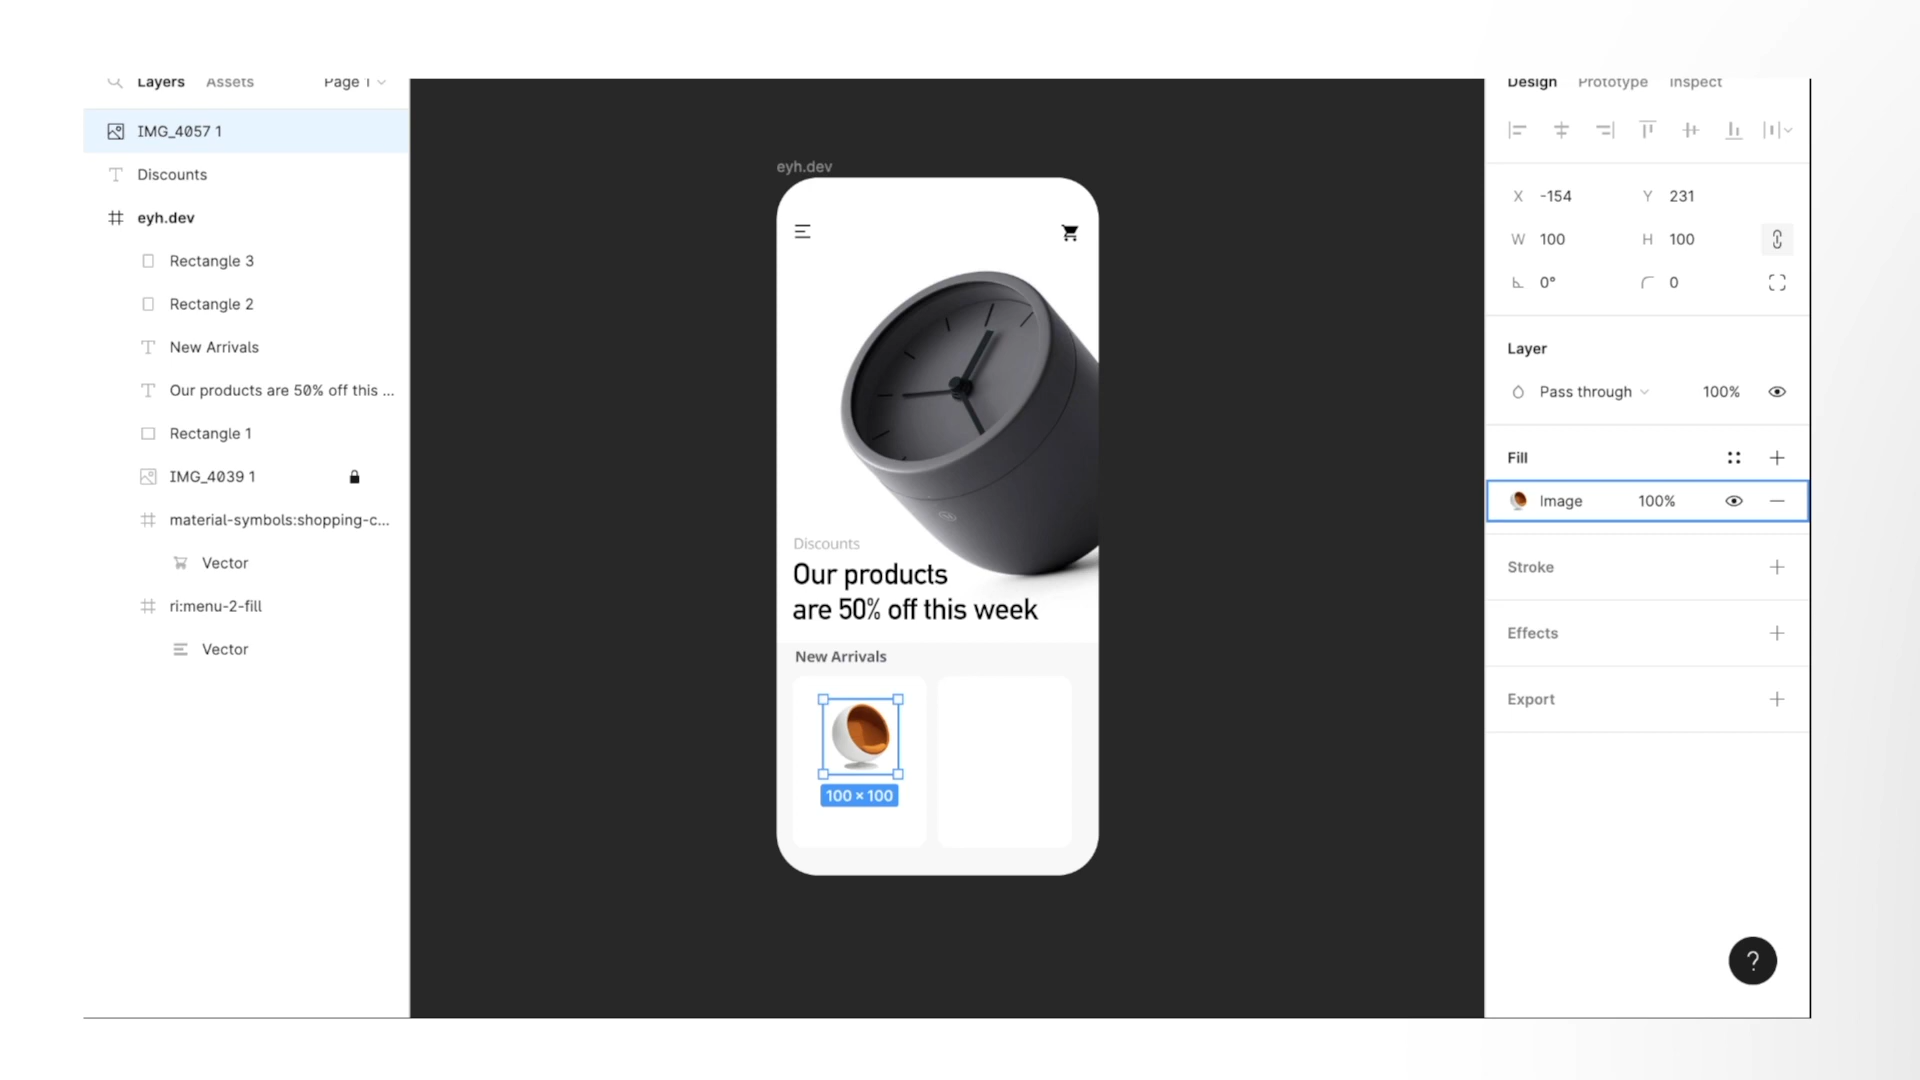 Layers Assets Page 1
IMG_4057 1
Discounts
eyh.dev
Rectangle 3
Rectangle 2
New Arrivals
Our products are 50% off this ...
Rectangle 1
IMG_4039 1
material-symbols:shopping-c...
Vector
ri:menu-2-fill
Vector
eyh.dev
Discounts
Our products
are 50% off this week
New Arrivals
100 × 100
Design Prototype Inspect
X -154 Y 231
W 100 H 100
0° 0
Layer
Pass through 100%
Fill
Image 100%
Stroke
Effects
Export
?